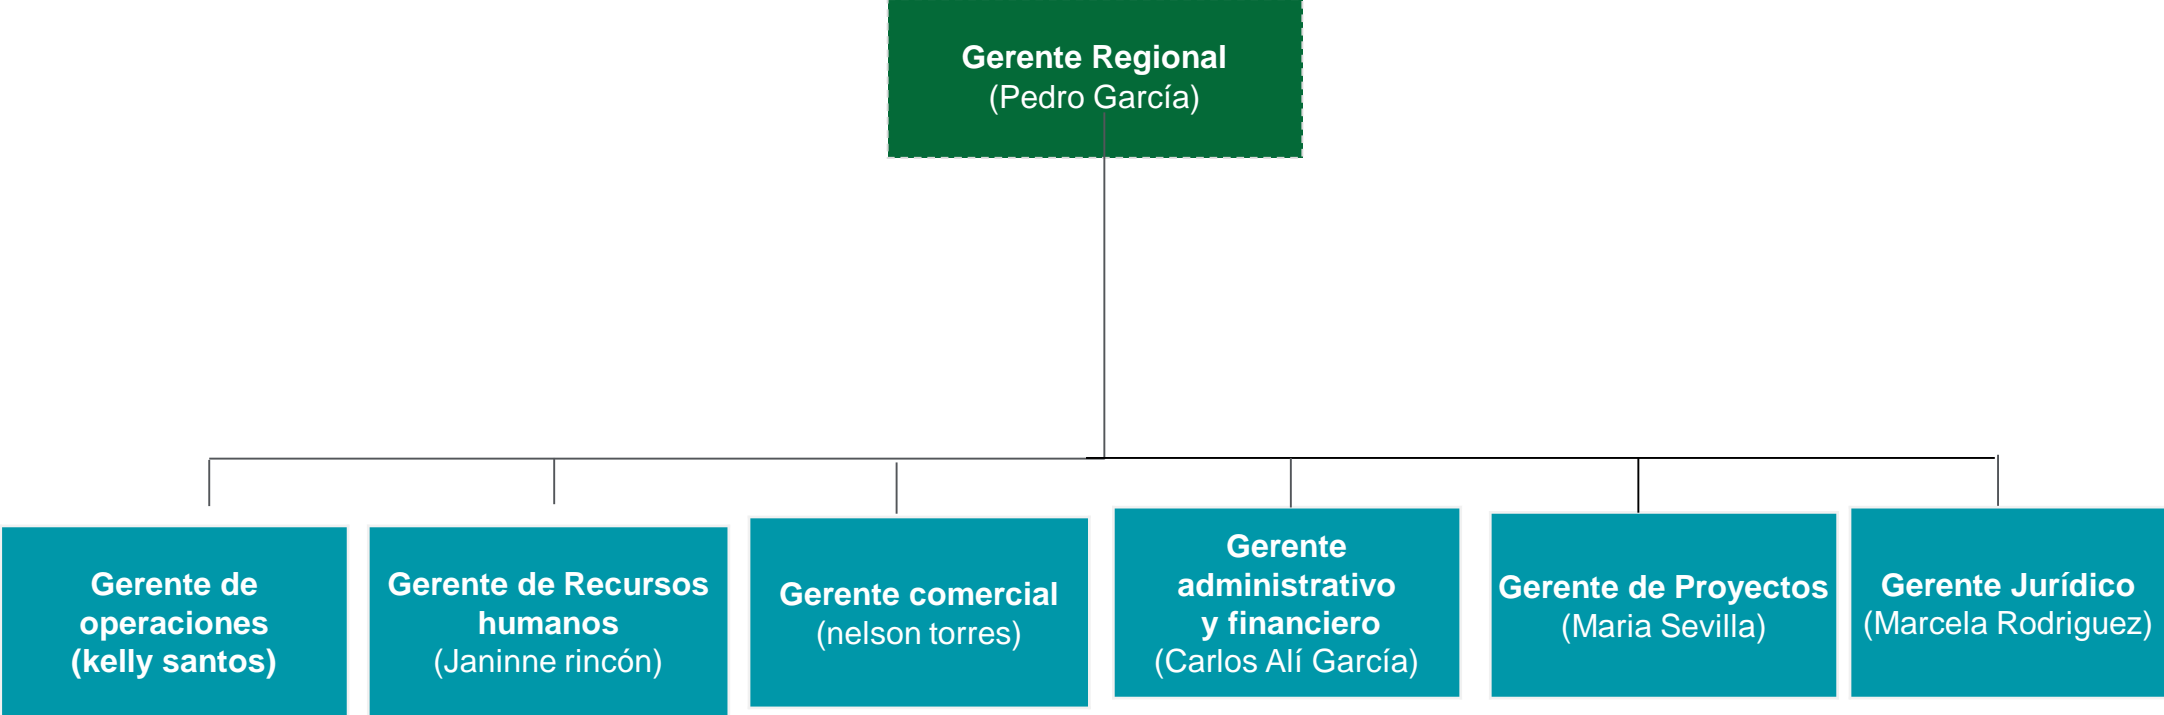 Gerente Regional
(Pedro García)
Gerente de
operaciones
(kelly santos)
Gerente de Recursos
humanos
(Janinne rincón)
Gerente comercial
(nelson torres)
Gerente
administrativo
y financiero
(Carlos Alí García)
Gerente de Proyectos
(Maria Sevilla)
Gerente Jurídico
(Marcela Rodriguez)